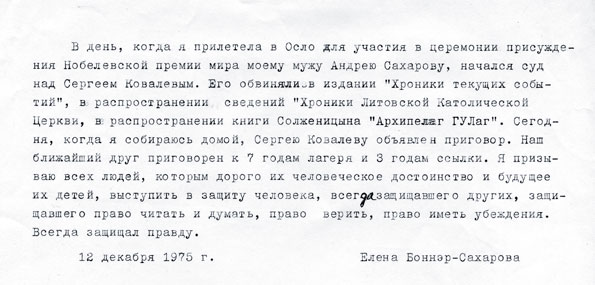 В день, когда я прилетела в Осло для участия в церемонии присужде-
ния Нобелевской премии мира моему мужу Андрею Сахарову, начался суд
над Сергеем Ковалевым. Его обвиняли в издании "Хроники текущих собы-
тий", в распространении сведений "Хроники Литовской Католической
Церкви, в распространении книги Солженицына "Архипелаг ГУЛаг". Сегод-
ня, когда я собираюсь домой, Сергею Ковалеву объявлен приговор. Наш
ближайший друг приговорен к 7 годам лагеря и 3 годам ссылки. Я призы-
ваю всех людей, которым дорого их человеческое достоинство и будущее
их детей, выступить в защиту человека, всегда защищавшего других, защи-
щавшего право читать и думать, право верить, право иметь убеждения.
Всегда защищал правду.
12 декабря 1975 г. Елена Боннэр-Сахарова